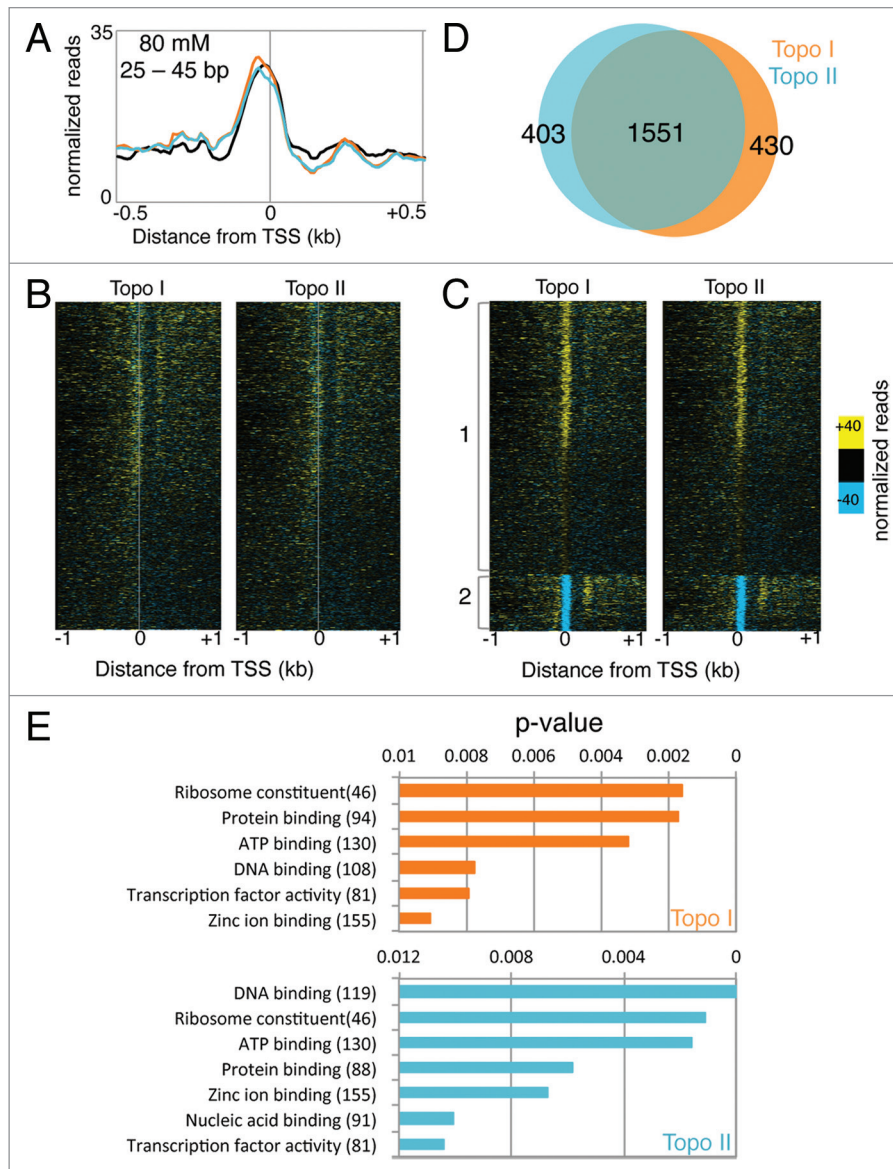 A
35
80 mM
25 – 45 bp
normalized reads
0
-0.5
0
+0.5
Distance from TSS (kb)
D
Topo I
Topo II
403
1551
430
B
Topo I
Topo II
-1
0
+1
-1
0
+1
Distance from TSS (kb)
C
Topo I
Topo II
1
2
-1
0
+1
-1
0
+1
Distance from TSS (kb)
+40
-40
normalized reads
E
p-value
0.01
0.008
0.006
0.004
0.002
0
Ribosome constituent(46)
Protein binding (94)
ATP binding (130)
DNA binding (108)
Transcription factor activity (81)
Zinc ion binding (155)
Topo I
0.012
0.008
0.004
0
DNA binding (119)
Ribosome constituent(46)
ATP binding (130)
Protein binding (88)
Zinc ion binding (155)
Nucleic acid binding (91)
Transcription factor activity (81)
Topo II